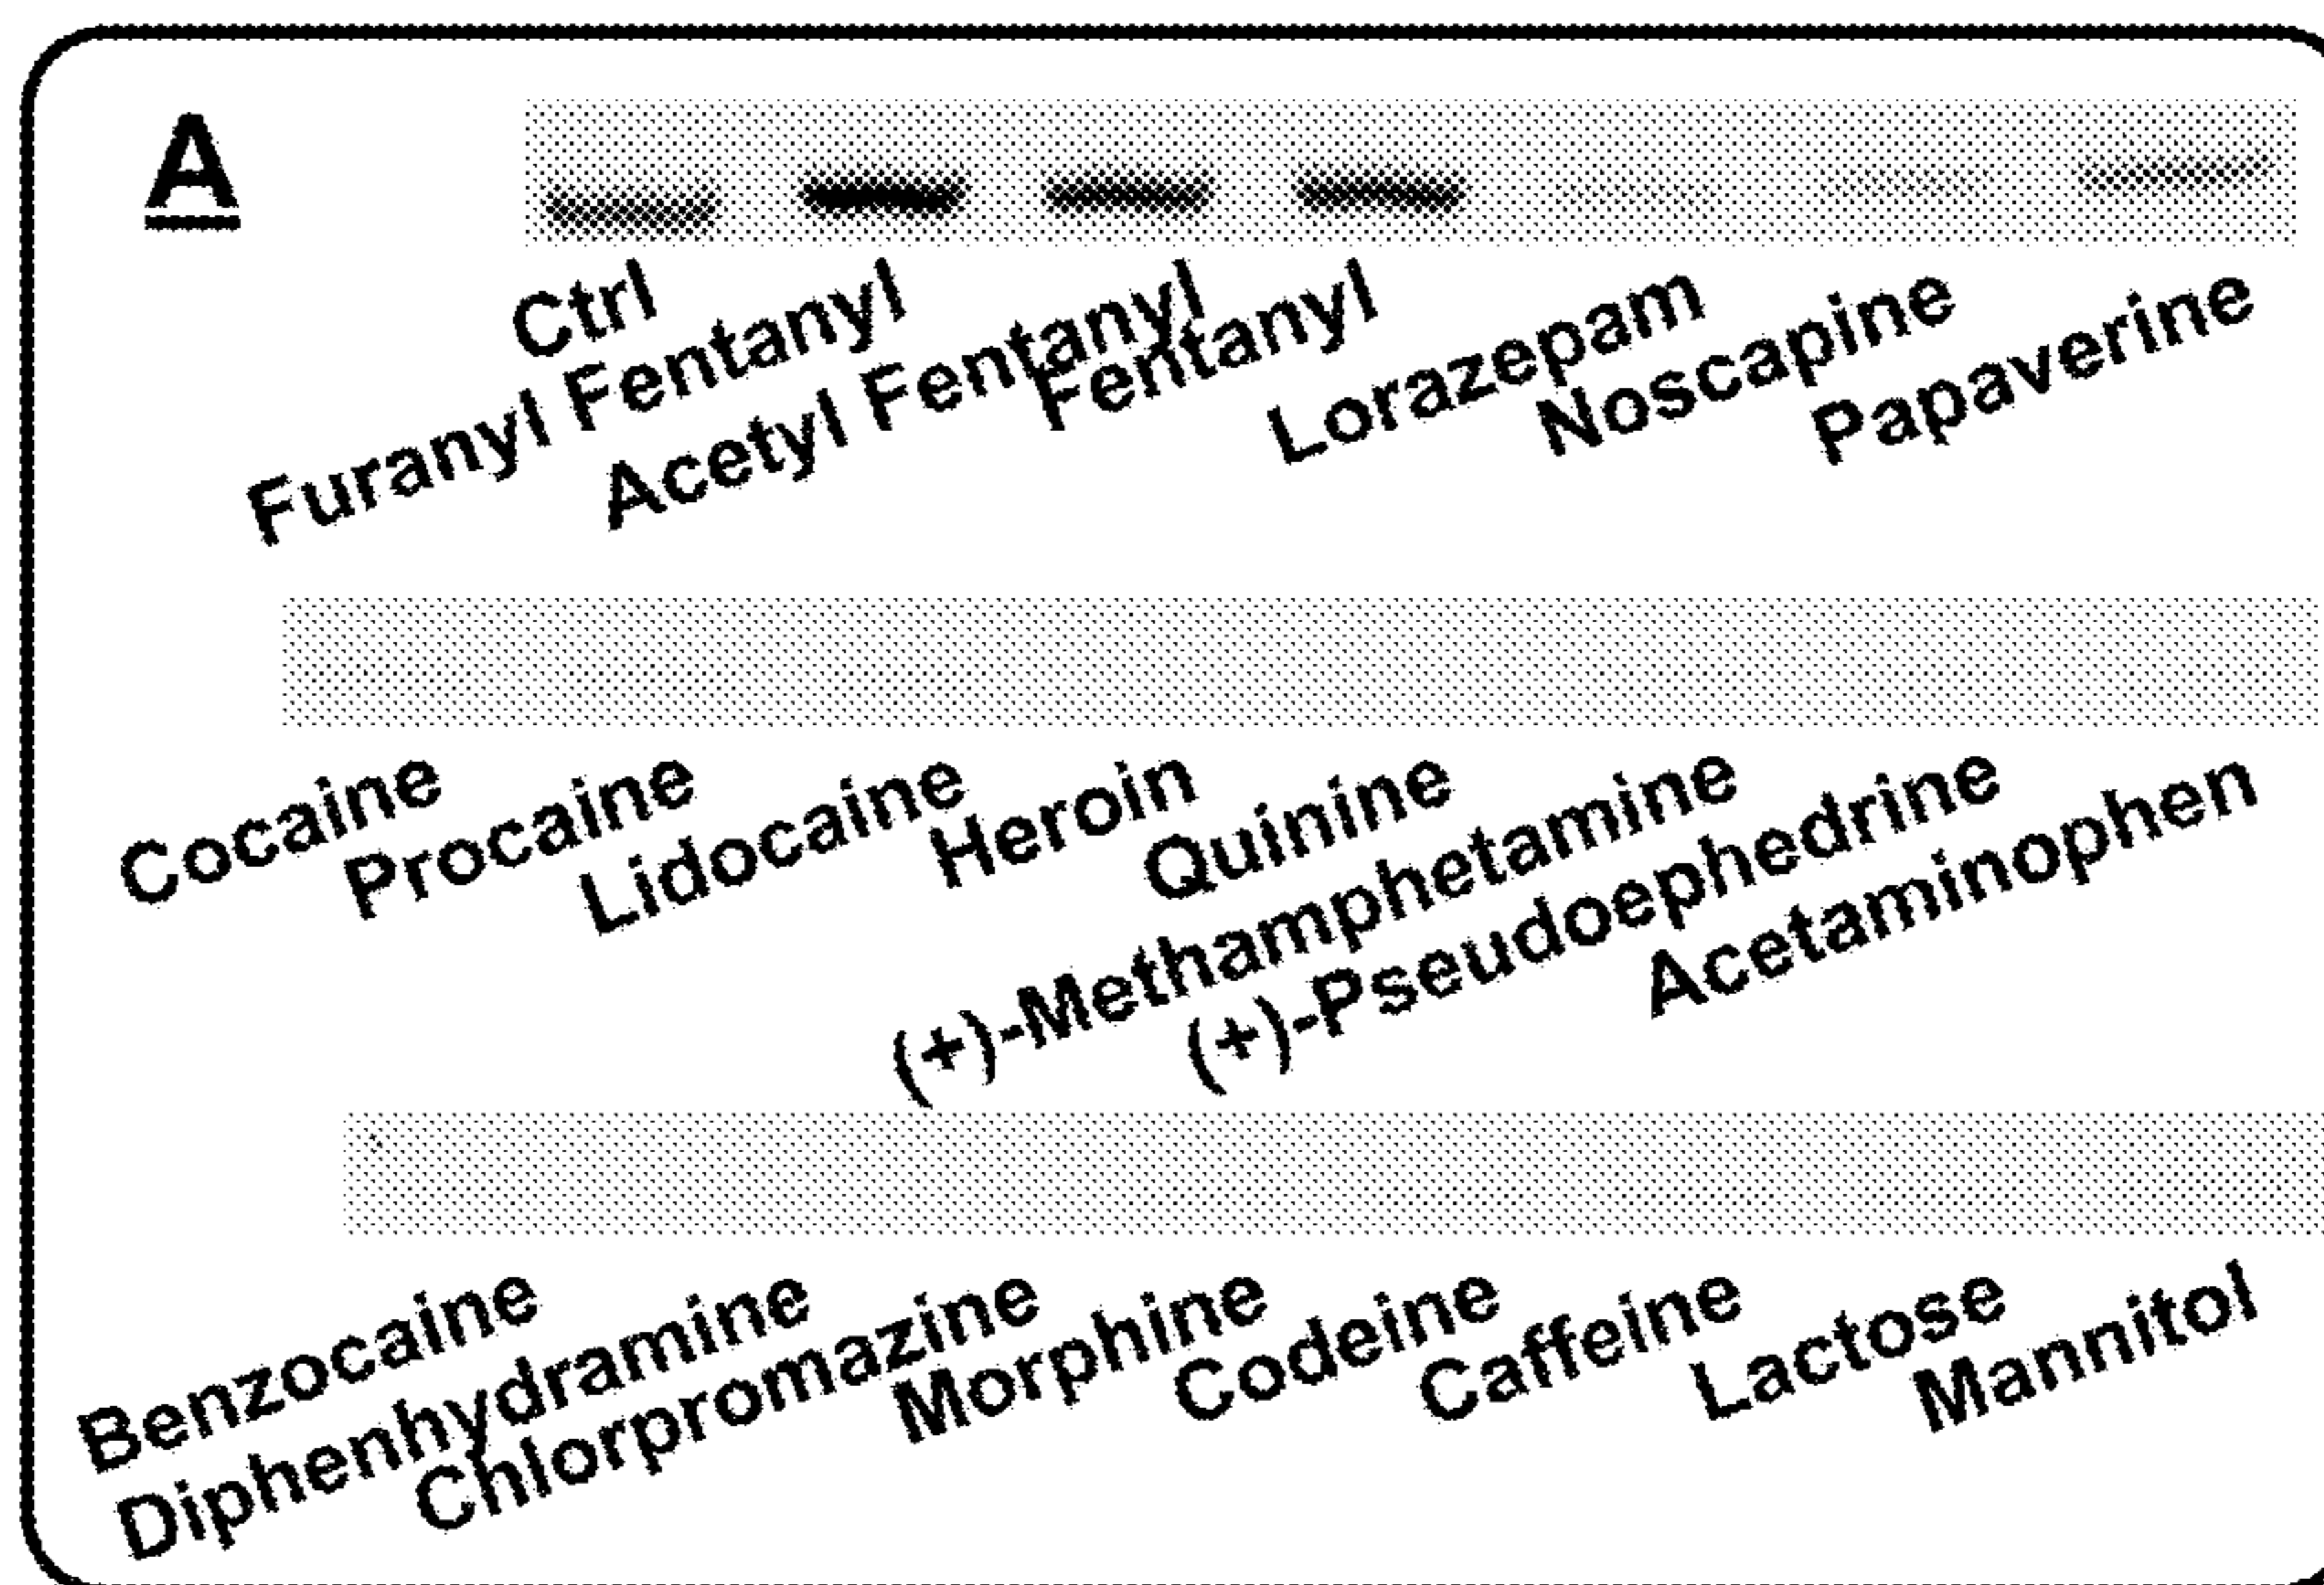 A
Ctrl
Furanyl Fentanyl
Acetyl Fentanyl
Fentanyl
Lorazepam
Noscapine
Papaverine
Cocaine
Procaine
Lidocaine
Heroin
Quinine
(+)-Methamphetamine
(+)-Pseudoephedrine
Acetaminophen
Benzocaine
Diphenhydramine
Chlorpromazine
Morphine
Codeine
Caffeine
Lactose
Mannitol